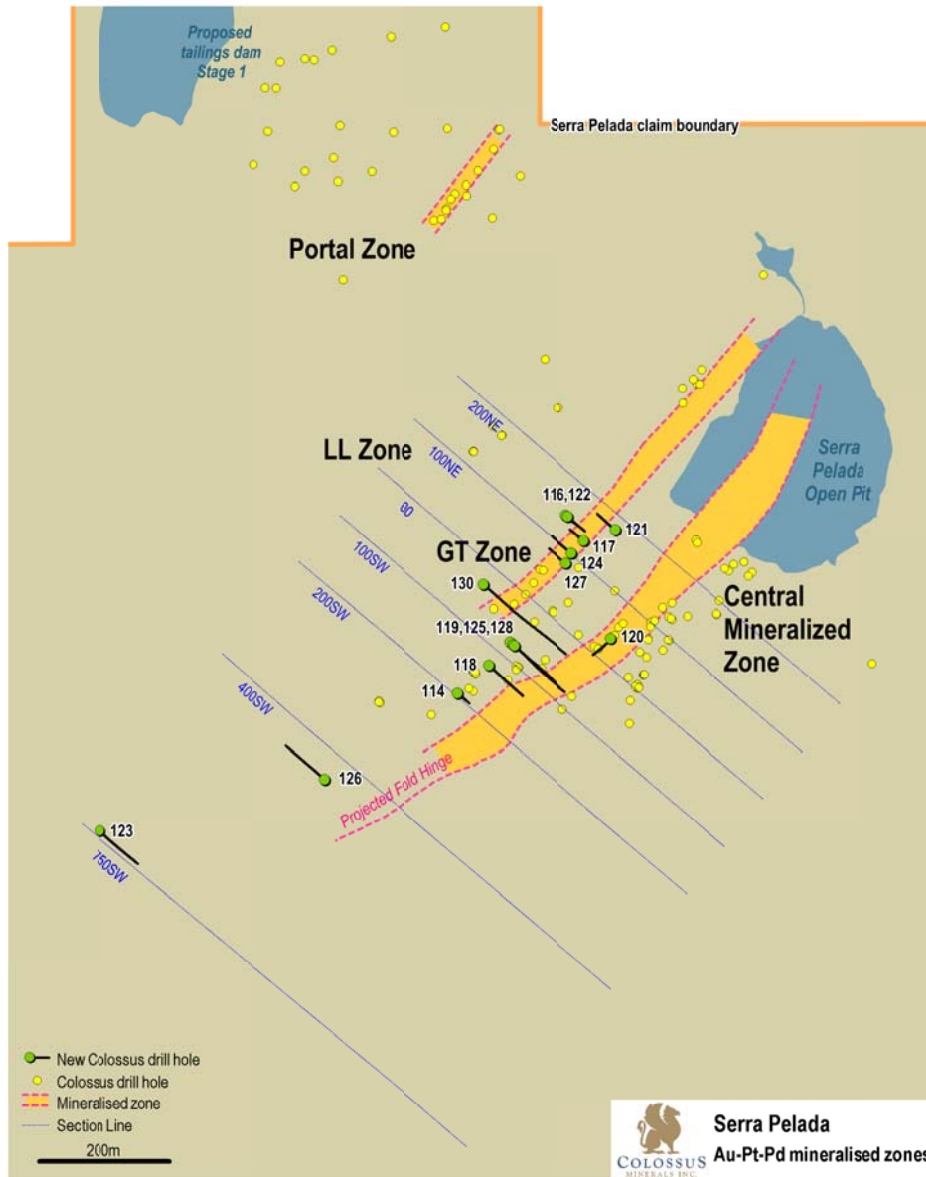 Proposed
tailings dam
Stage 1
Serra Pelada claim boundary
Portal Zone
200NE
100NE
LL Zone
00
100SW
200SW
400SW
750SW
Serra
Pelada
Open Pit
116,122
121
117
GT Zone
124
127
130
119,125,128
120
Central
Mineralized
Zone
118
114
126
123
Projected Fold Hinge
New Colossus drill hole
Colossus drill hole
Mineralised zone
Section Line
200m
COLOSSUS
MINERALS INC.
Serra Pelada
Au-Pt-Pd mineralised zones